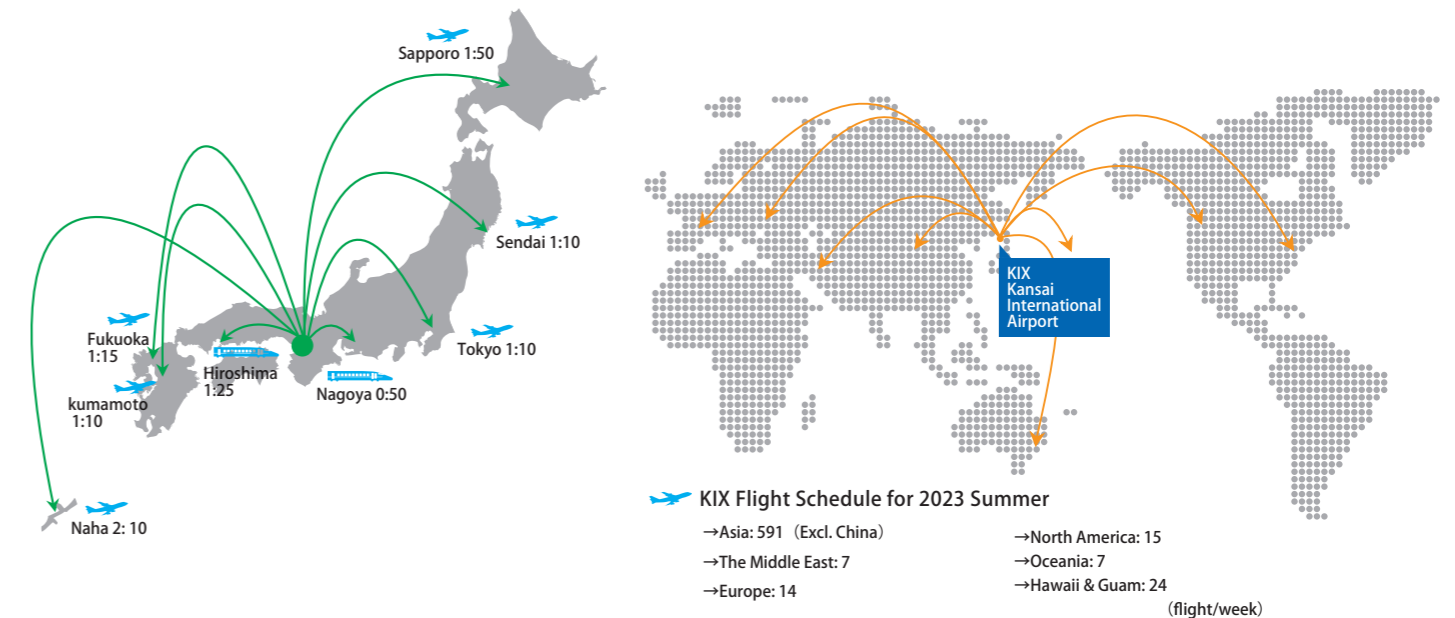 Sapporo 1:50
Sendai 1:10
Tokyo 1:10
Nagoya 0:50
Hiroshima
1:25
Fukuoka
1:15
kumamoto
1:10
Naha 2: 10
KIX
Kansai
International
Airport
KIX Flight Schedule for 2023 Summer
→Asia: 591（Excl. China）
→The Middle East: 7
→Europe: 14
→North America: 15
→Oceania: 7
→Hawaii & Guam: 24
（flight/week）